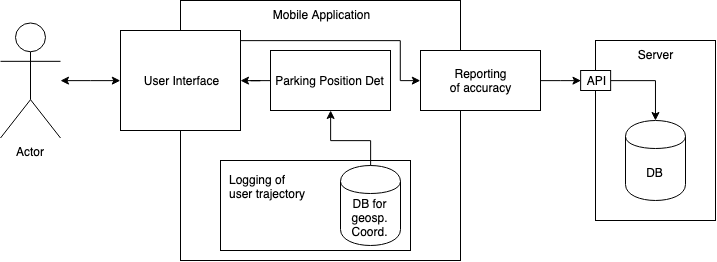 Mobile Application
Server
User Interface
Parking Position Det
Reporting
of accuracy
API
Actor
Logging of
user trajectory
DB for
geosp.
Coord.
DB